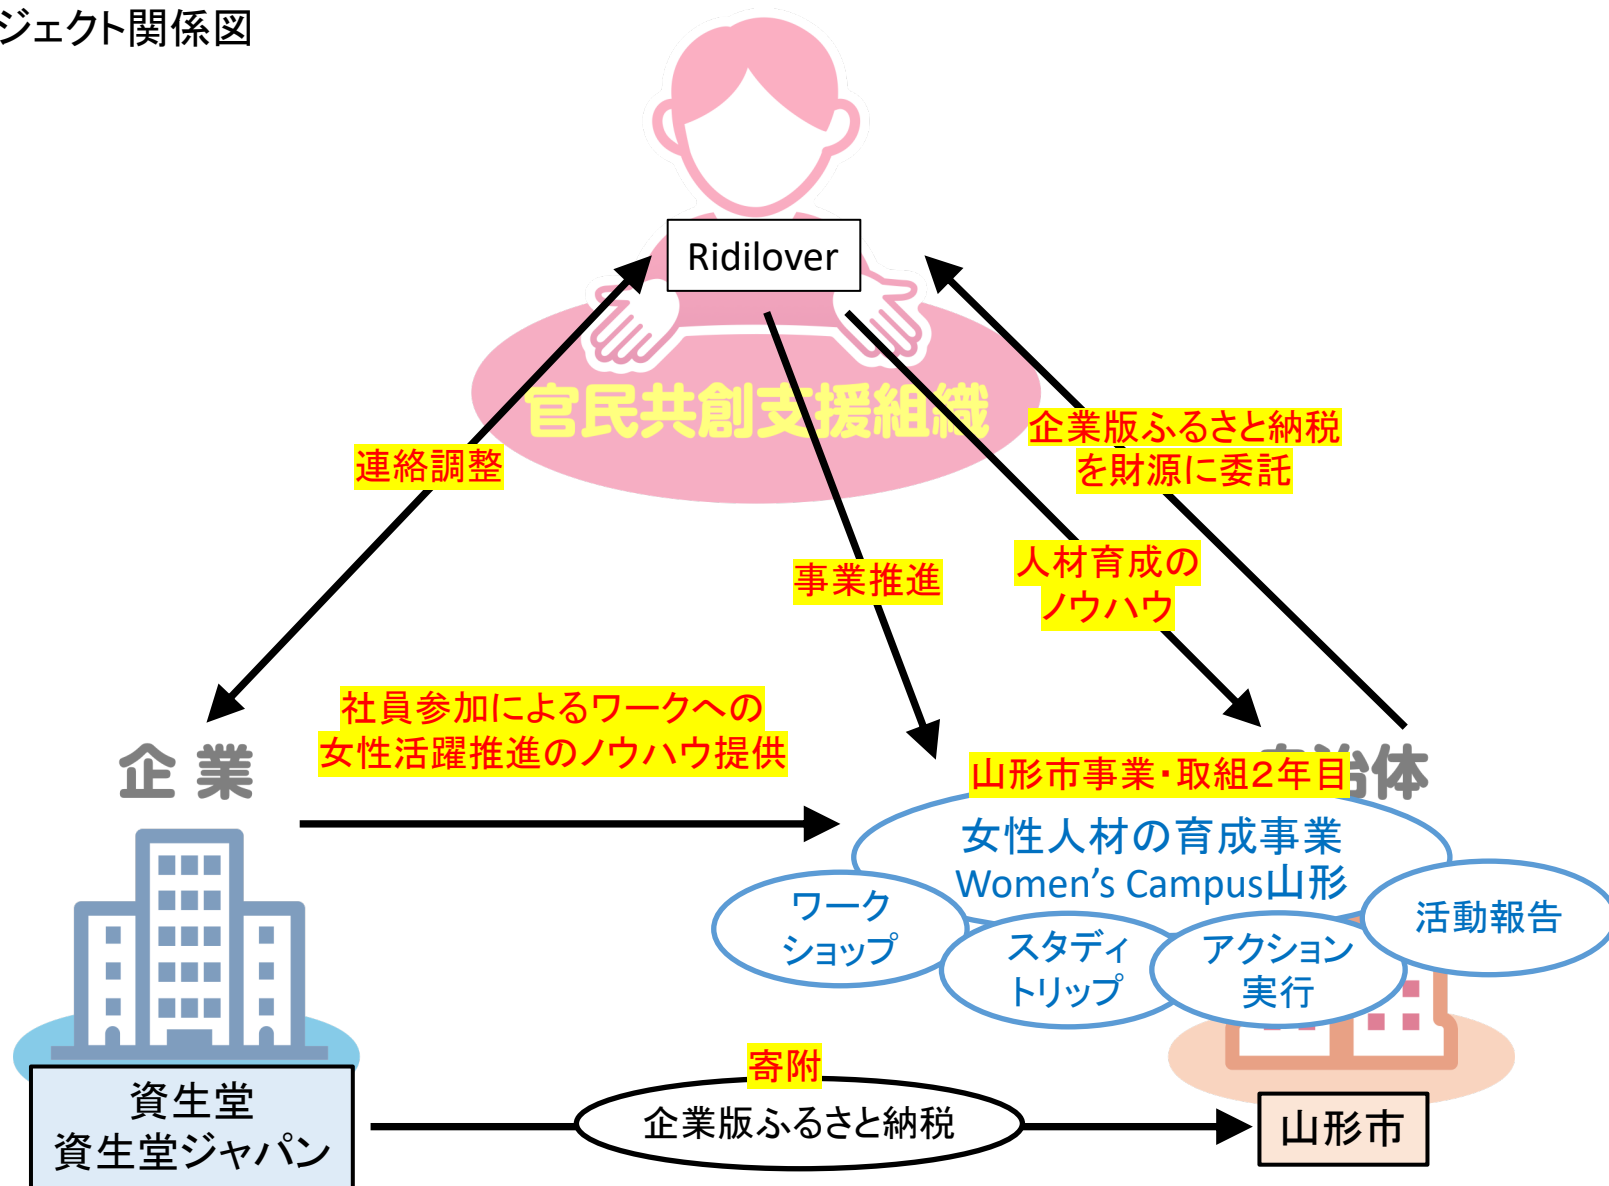 ジェクト関係図
Ridilover
官民共創支援組織
連絡調整
企業版ふるさと納税
を財源に委託
事業推進
人材育成の
ノウハウ
社員参加によるワークへの
女性活躍推進のノウハウ提供
企業
山形市事業・取組2年目
治体
女性人材の育成事業
Women's Campus山形
ワーク
ショップ
スタディ
トリップ
アクション
実行
活動報告
寄附
企業版ふるさと納税
資生堂
資生堂ジャパン
山形市